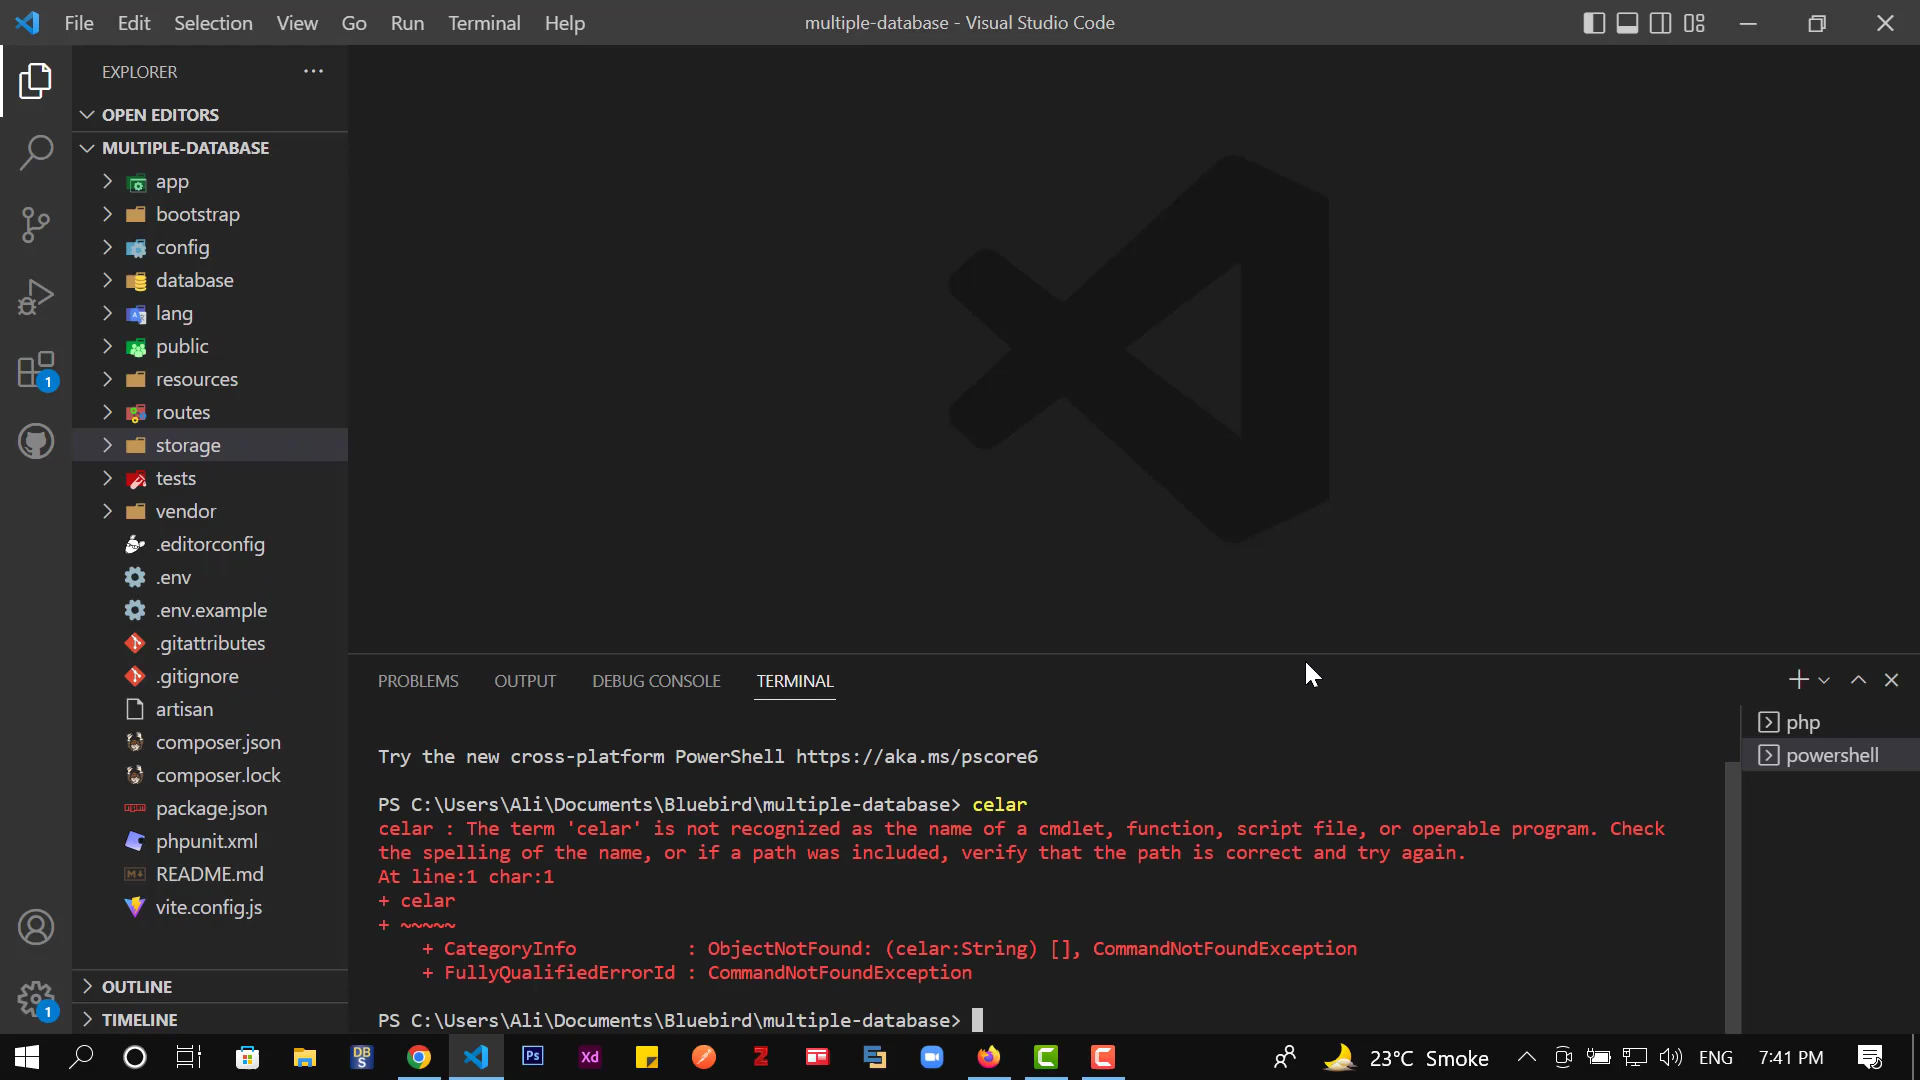 File Edit Selection View Go Run Terminal Help
multiple-database - Visual Studio Code
EXPLORER
OPEN EDITORS
MULTIPLE-DATABASE
app
bootstrap
config
database
lang
public
resources
routes
storage
tests
vendor
.editorconfig
.env
.env.example
.gitattributes
.gitignore
artisan
composer.json
composer.lock
package.json
phpunit.xml
README.md
vite.config.js
OUTLINE
TIMELINE
1
1
PROBLEMS OUTPUT DEBUG CONSOLE TERMINAL
php
powershell
Try the new cross-platform PowerShell https://aka.ms/pscore6
PS C:\Users\Ali\Documents\Bluebird\multiple-database> celar
celar : The term 'celar' is not recognized as the name of a cmdlet, function, script file, or operable program. Check
the spelling of the name, or if a path was included, verify that the path is correct and try again.
At line:1 char:1
+ celar
+ ~~~~~
+ CategoryInfo : ObjectNotFound: (celar:String) [], CommandNotFoundException
+ FullyQualifiedErrorId : CommandNotFoundException
PS C:\Users\Ali\Documents\Bluebird\multiple-database>
DB
S
Ps
Xd
Z
23°C Smoke
ENG
7:41 PM